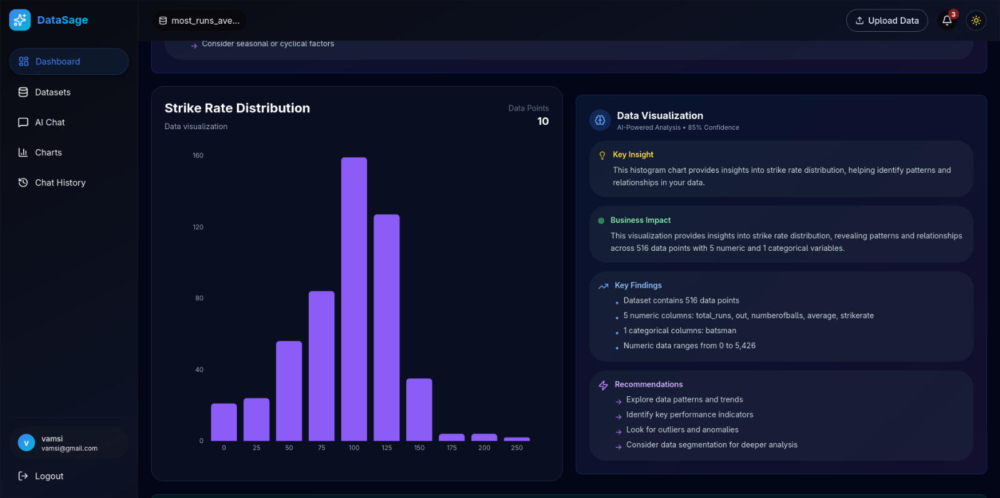 DataSage
most_runs_ave...
Upload Data
3
Dashboard
Datasets
AI Chat
Charts
Chat History
vamsi
vamsi@gmail.com
v
Logout
Consider seasonal or cyclical factors
Strike Rate Distribution
Data visualization
Data Points
10
160
120
80
40
0
0 25 50 75 100 125 150 175 200 250
Data Visualization
AI-Powered Analysis • 85% Confidence
Key Insight
This histogram chart provides insights into strike rate distribution, helping identify patterns and
relationships in your data.
Business Impact
This visualization provides insights into strike rate distribution, revealing patterns and relationships
across 516 data points with 5 numeric and 1 categorical variables.
Key Findings
• Dataset contains 516 data points
• 5 numeric columns: total_runs, out, numberofballs, average, strikerate
• 1 categorical columns: batsman
• Numeric data ranges from 0 to 5,426
Recommendations
→ Explore data patterns and trends
→ Identify key performance indicators
→ Look for outliers and anomalies
→ Consider data segmentation for deeper analysis